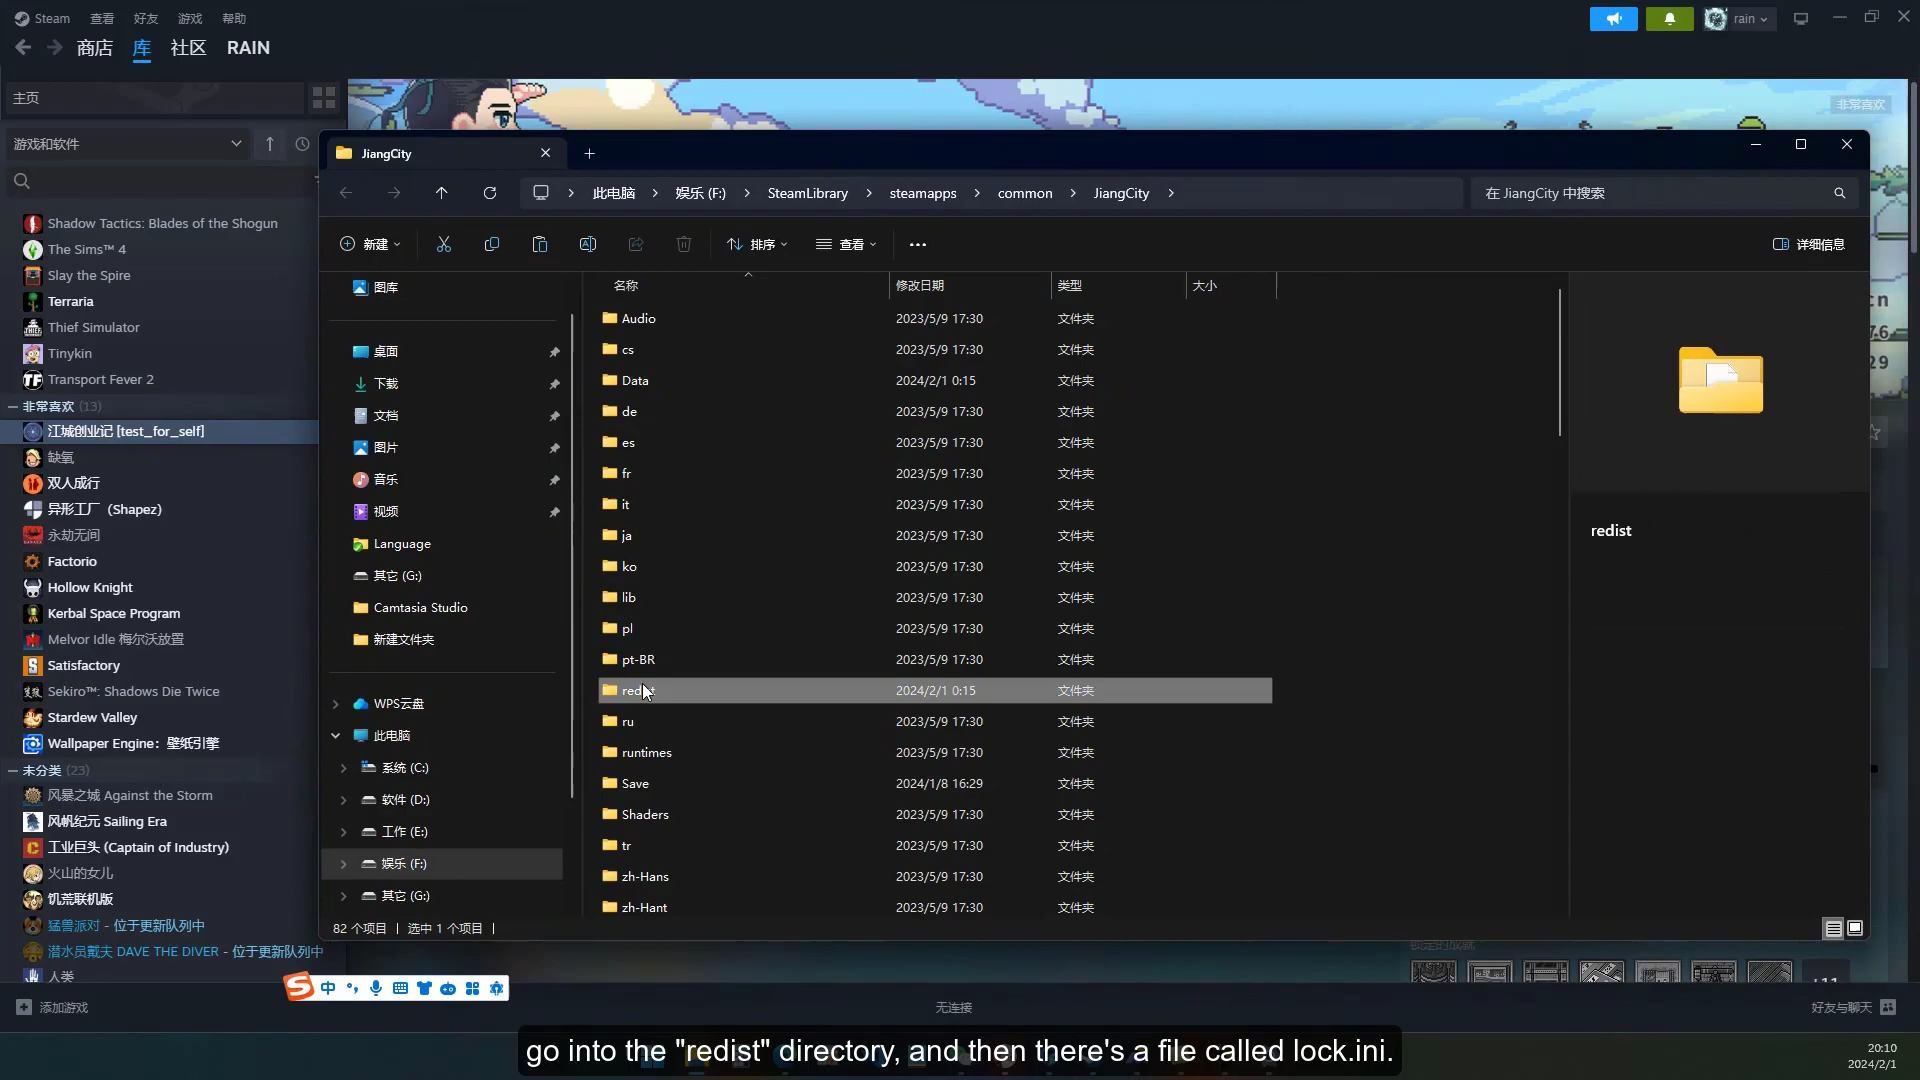 Steam 查看 好友 游戏 帮助
rain
商店 库 社区 RAIN
主页
非常喜欢
游戏和软件
Shadow Tactics: Blades of the Shogun
The Sims™ 4
Slay the Spire
Terraria
Thief Simulator
Tinykin
Transport Fever 2
非常喜欢 (13)
江城创业记 [test_for_self]
缺氧
双人成行
异形工厂（Shapez）
永劫无间
Factorio
Hollow Knight
Kerbal Space Program
Melvor Idle 梅尔沃放置
Satisfactory
Sekiro™: Shadows Die Twice
Stardew Valley
Wallpaper Engine：壁纸引擎
未分类 (23)
风暴之城 Against the Storm
风帆纪元 Sailing Era
工业巨头 (Captain of Industry)
火山的女儿
饥荒联机版
猛兽派对 - 位于更新队列中
潜水员戴夫 DAVE THE DIVER - 位于更新队列中
人类
添加游戏
JiangCity
此电脑 娱乐 (F:) SteamLibrary steamapps common JiangCity
在 JiangCity 中搜索
新建 排序 查看 详细信息
图库
桌面
下载
文档
图片
音乐
视频
Language
其它 (G:)
Camtasia Studio
新建文件夹
WPS云盘
此电脑
系统 (C:)
软件 (D:)
工作 (E:)
娱乐 (F:)
其它 (G:)
名称 修改日期 类型 大小
Audio 2023/5/9 17:30 文件夹
cs 2023/5/9 17:30 文件夹
Data 2024/2/1 0:15 文件夹
de 2023/5/9 17:30 文件夹
es 2023/5/9 17:30 文件夹
fr 2023/5/9 17:30 文件夹
it 2023/5/9 17:30 文件夹
ja 2023/5/9 17:30 文件夹
ko 2023/5/9 17:30 文件夹
lib 2023/5/9 17:30 文件夹
pl 2023/5/9 17:30 文件夹
pt-BR 2023/5/9 17:30 文件夹
redist 2024/2/1 0:15 文件夹
ru 2023/5/9 17:30 文件夹
runtimes 2023/5/9 17:30 文件夹
Save 2024/1/8 16:29 文件夹
Shaders 2023/5/9 17:30 文件夹
tr 2023/5/9 17:30 文件夹
zh-Hans 2023/5/9 17:30 文件夹
zh-Hant 2023/5/9 17:30 文件夹
redist
82 个项目 选中 1 个项目
中
无连接
好友与聊天
go into the "redist" directory, and then there's a file called lock.ini.
20:10
2024/2/1